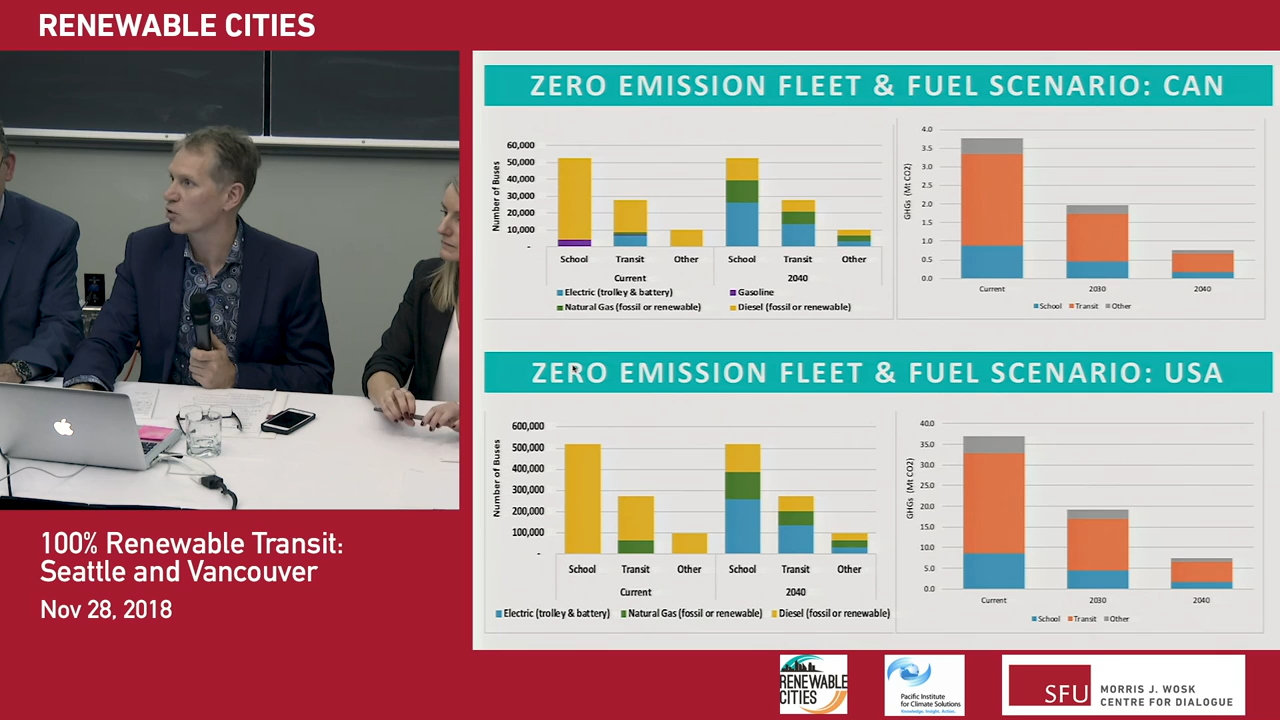 RENEWABLE CITIES
ZERO EMISSION FLEET & FUEL SCENARIO: CAN
Number of Buses
60,000
50,000
40,000
30,000
20,000
10,000
-
School Transit Other School Transit Other
Current 2040
Electric (trolley & battery) Gasoline
Natural Gas (fossil or renewable) Diesel (fossil or renewable)
GHGs (Mt CO2)
4.0
3.5
3.0
2.5
2.0
1.5
1.0
0.5
0.0
Current 2030 2040
School Transit Other
ZERO EMISSION FLEET & FUEL SCENARIO: USA
Number of Buses
600,000
500,000
400,000
300,000
200,000
100,000
-
School Transit Other School Transit Other
Current 2040
Electric (trolley & battery) Natural Gas (fossil or renewable) Diesel (fossil or renewable)
GHGs (Mt CO2)
40.0
35.0
30.0
25.0
20.0
15.0
10.0
5.0
0.0
Current 2030 2040
School Transit Other
100% Renewable Transit:
Seattle and Vancouver
Nov 28, 2018
RENEWABLE
CITIES
Pacific Institute
for Climate Solutions
Knowledge. Insight. Action.
SFU
MORRIS J. WOSK
CENTRE FOR DIALOGUE